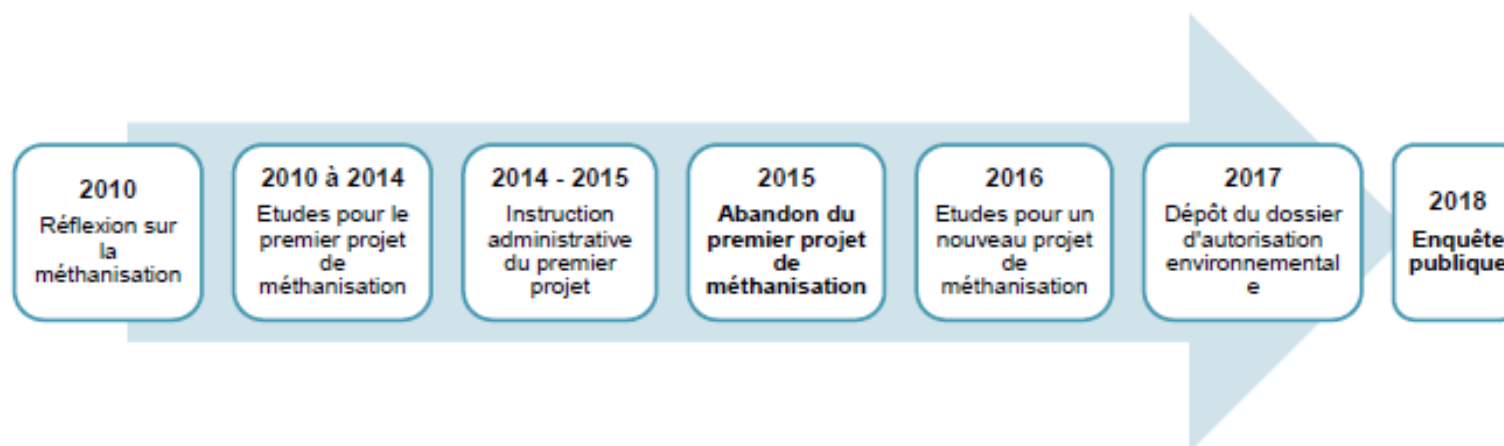 2010
Réflexion sur
la
méthanisation
2010 à 2014
Etudes pour le
premier projet
de
méthanisation
2014 - 2015
Instruction
administrative
du premier
projet
2015
Abandon du
premier projet
de
méthanisation
2016
Etudes pour un
nouveau projet
de
méthanisation
2017
Dépôt du dossier
d'autorisation
environnemental
e
2018
Enquête
publique